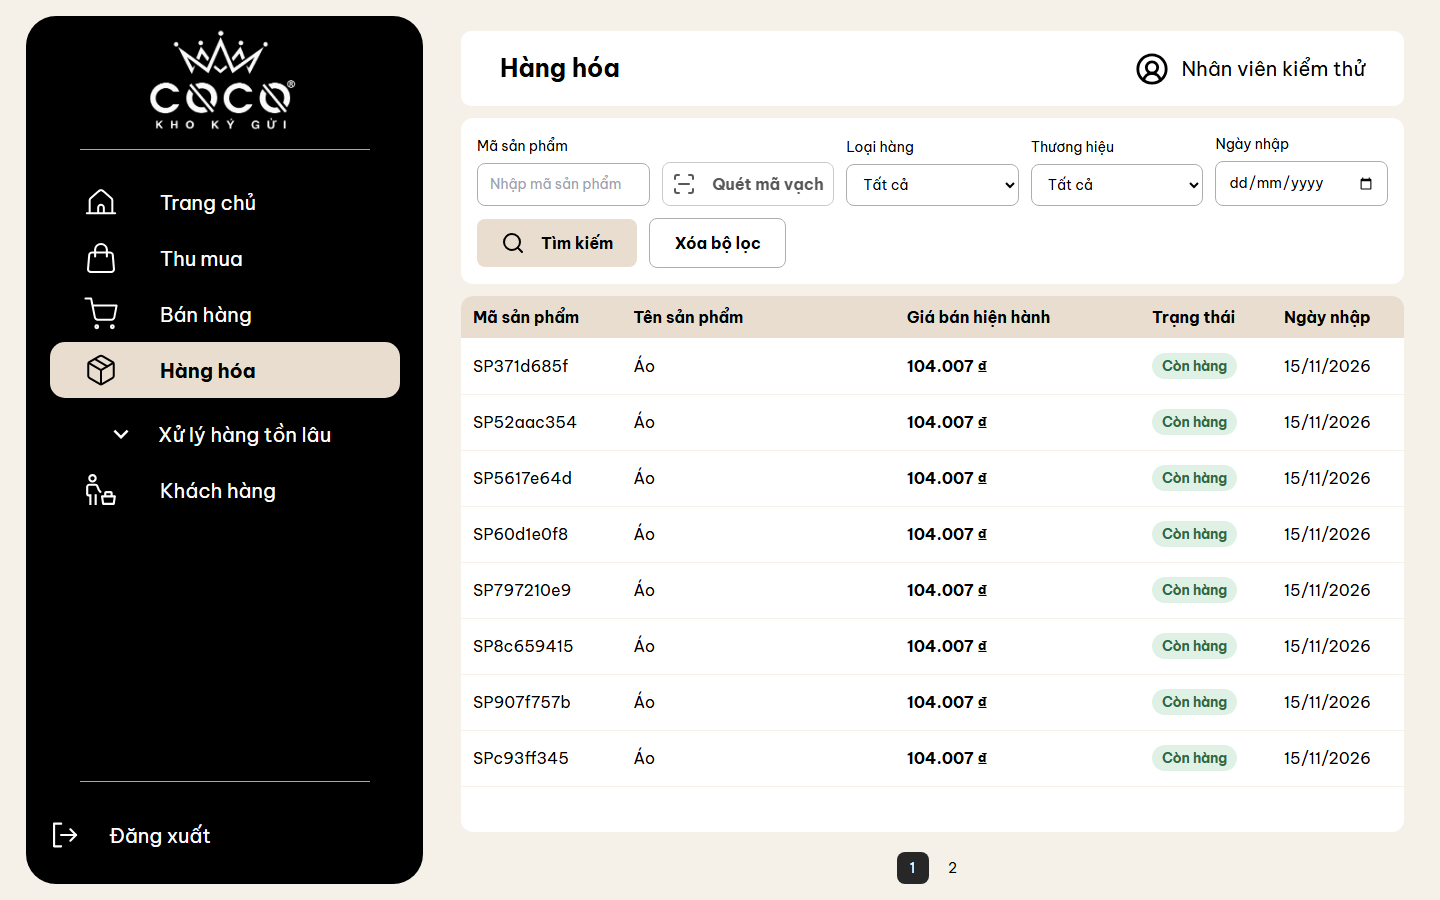 COCO®
KHO KÝ GỬI
Trang chủ
Thu mua
Bán hàng
Hàng hóa
Xử lý hàng tồn lâu
Khách hàng
Đăng xuất
Hàng hóa
Nhân viên kiểm thử
Mã sản phẩm
Nhập mã sản phẩm
Quét mã vạch
Loại hàng
Tất cả
Thương hiệu
Tất cả
Ngày nhập
dd/mm/yyyy
Tìm kiếm
Xóa bộ lọc
Mã sản phẩm Tên sản phẩm Giá bán hiện hành Trạng thái Ngày nhập
SP371d685f Áo 104.007 ₫ Còn hàng 15/11/2026
SP52aac354 Áo 104.007 ₫ Còn hàng 15/11/2026
SP5617e64d Áo 104.007 ₫ Còn hàng 15/11/2026
SP60d1e0f8 Áo 104.007 ₫ Còn hàng 15/11/2026
SP797210e9 Áo 104.007 ₫ Còn hàng 15/11/2026
SP8c659415 Áo 104.007 ₫ Còn hàng 15/11/2026
SP907f757b Áo 104.007 ₫ Còn hàng 15/11/2026
SPc93ff345 Áo 104.007 ₫ Còn hàng 15/11/2026
1 2